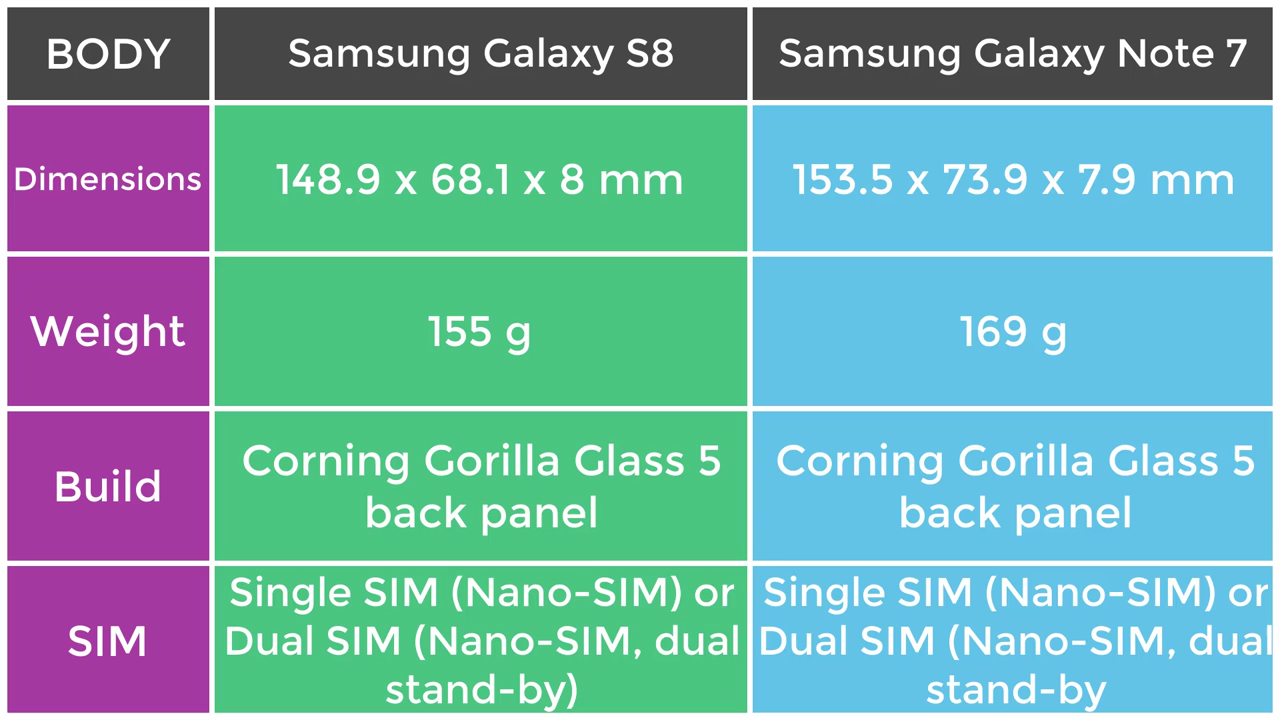 BODY
Samsung Galaxy S8
Samsung Galaxy Note 7
Dimensions
148.9 x 68.1 x 8 mm
153.5 x 73.9 x 7.9 mm
Weight
155 g
169 g
Build
Corning Gorilla Glass 5
back panel
Corning Gorilla Glass 5
back panel
SIM
Single SIM (Nano-SIM) or
Dual SIM (Nano-SIM, dual
stand-by)
Single SIM (Nano-SIM) or
Dual SIM (Nano-SIM, dual
stand-by